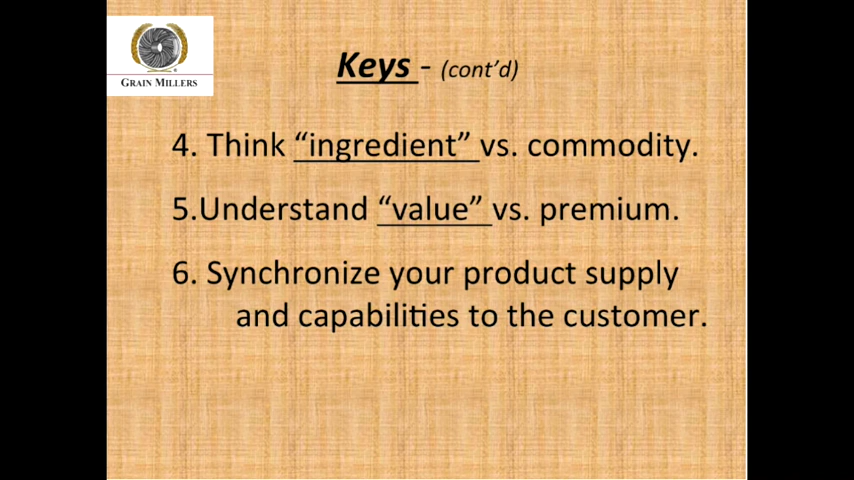 GRAIN MILLERS
Keys - (cont’d)
4. Think “ingredient” vs. commodity.
5.Understand “value” vs. premium.
6. Synchronize your product supply
and capabilities to the customer.